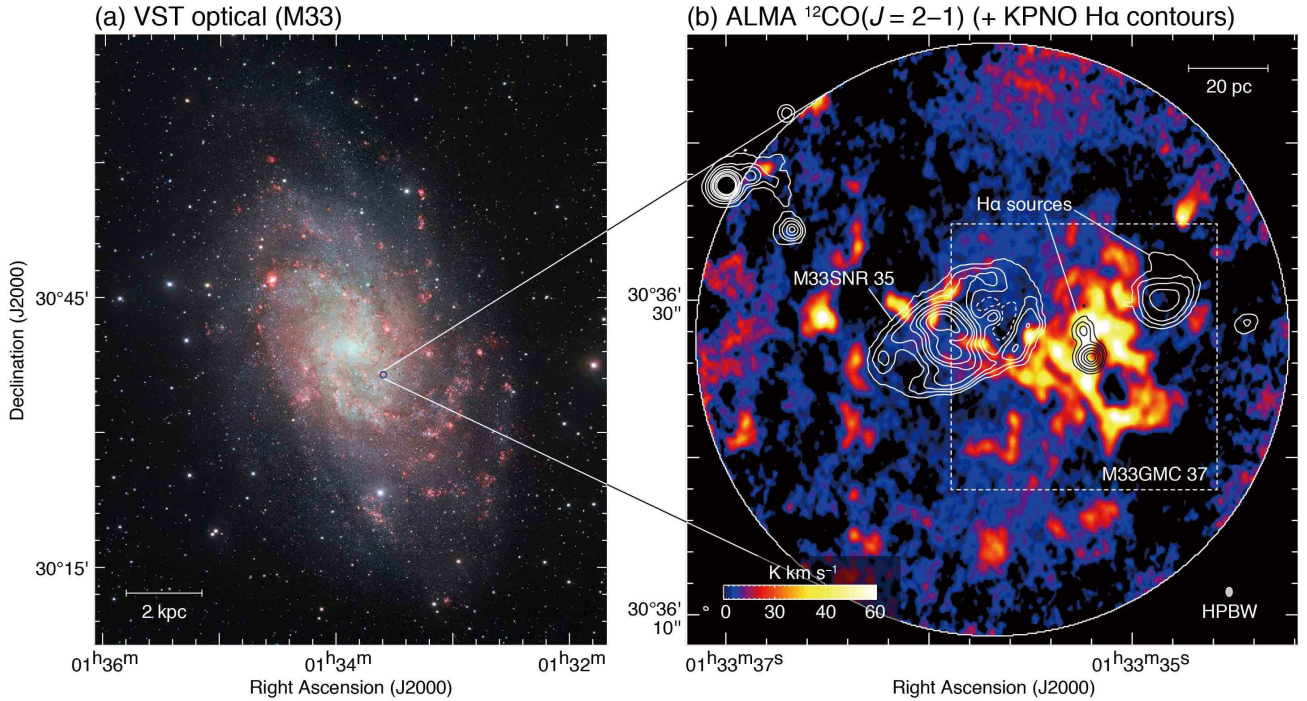 (a) VST optical (M33)
30°45'
30°15'
Declination (J2000)
2 kpc
01ʰ36ᵐ
01ʰ34ᵐ
01ʰ32ᵐ
Right Ascension (J2000)
(b) ALMA ¹²CO(J = 2–1) (+ KPNO Hα contours)
20 pc
Hα sources
M33SNR 35
30°36'
30"
M33GMC 37
K km s⁻¹
0 30 40 60
HPBW
30°36'
10"
01ʰ33ᵐ37ˢ
01ʰ33ᵐ35ˢ
Right Ascension (J2000)